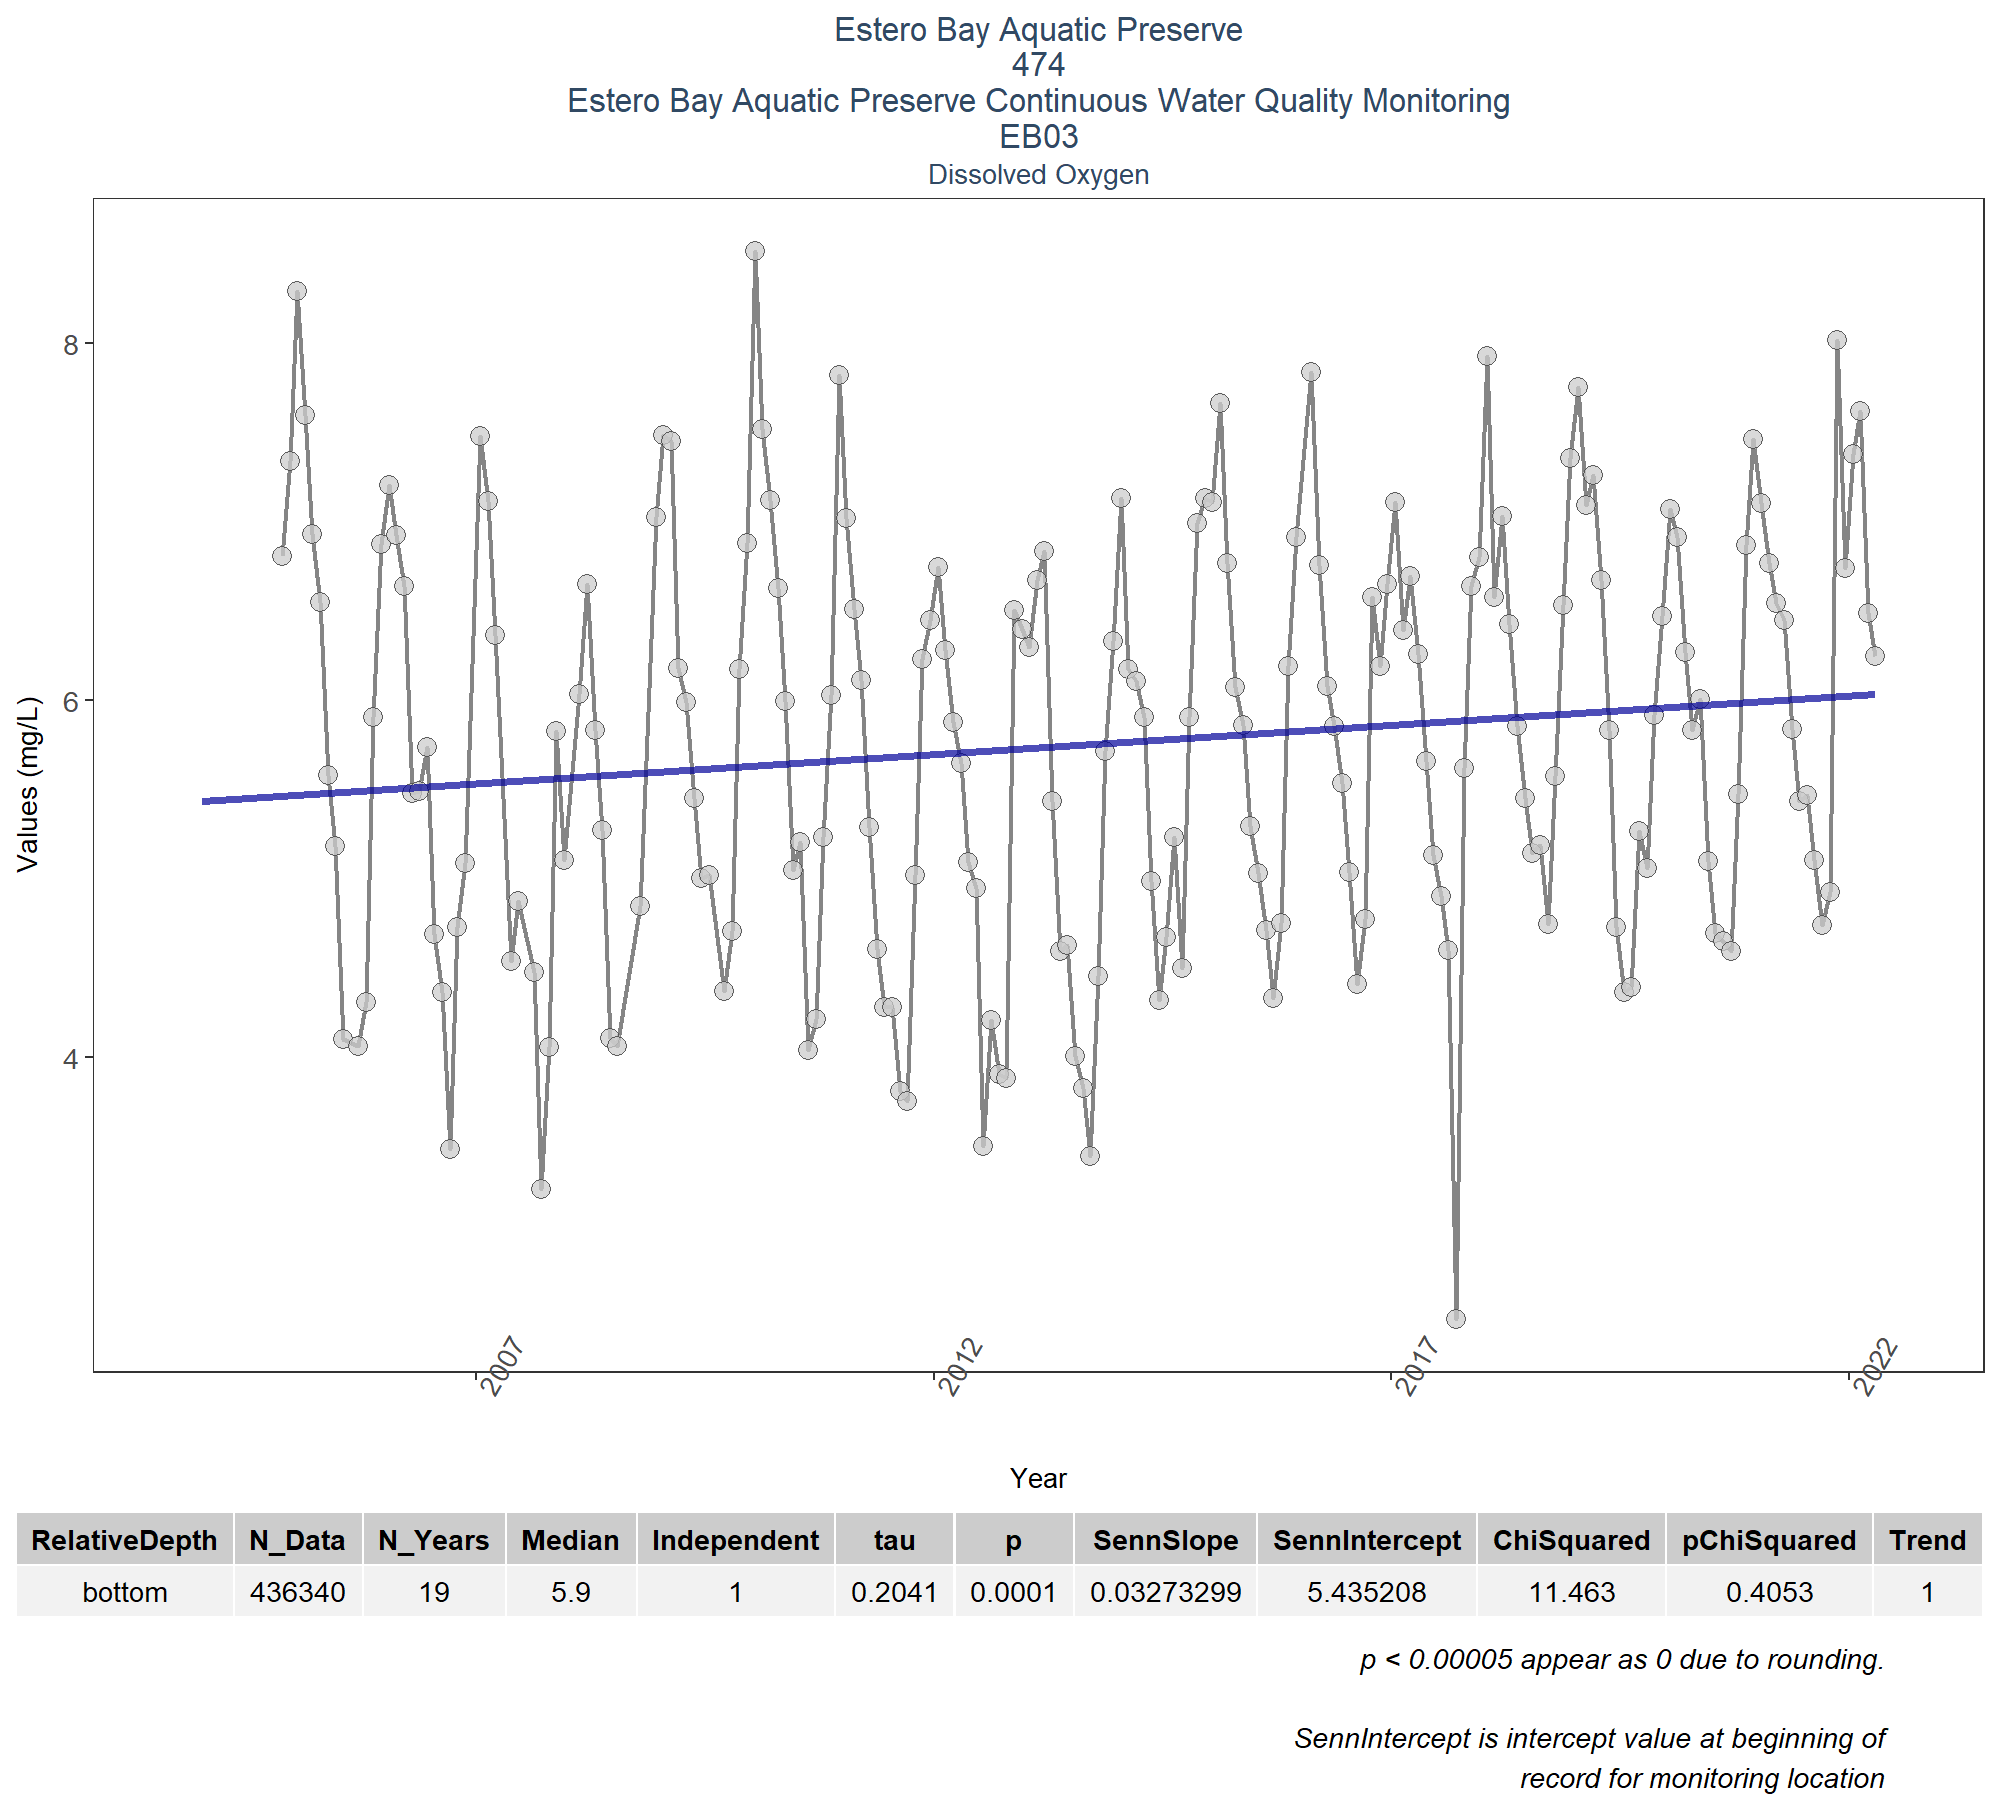 Estero Bay Aquatic Preserve
474
Estero Bay Aquatic Preserve Continuous Water Quality Monitoring
EB03
Dissolved Oxygen
Values (mg/L)
8
6
4
2007 2012 2017 2022
Year
RelativeDepth N_Data N_Years Median Independent tau p SennSlope SennIntercept ChiSquared pChiSquared Trend
bottom 436340 19 5.9 1 0.2041 0.0001 0.03273299 5.435208 11.463 0.4053 1
p < 0.00005 appear as 0 due to rounding.
SennIntercept is intercept value at beginning of
record for monitoring location